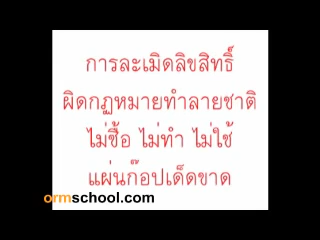 การละเมิดลิขสิทธิ์
ผิดกฏหมายทำลายชาติ
ไม่ซื้อ ไม่ทำ ไม่ใช้
แผ่นก๊อปเด็ดขาด
ormschool.com